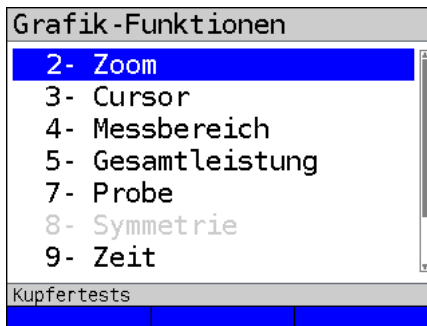 Grafik-Funktionen
2- Zoom
3- Cursor
4- Messbereich
5- Gesamtleistung
7- Probe
8- Symmetrie
9- Zeit
Kupfertests